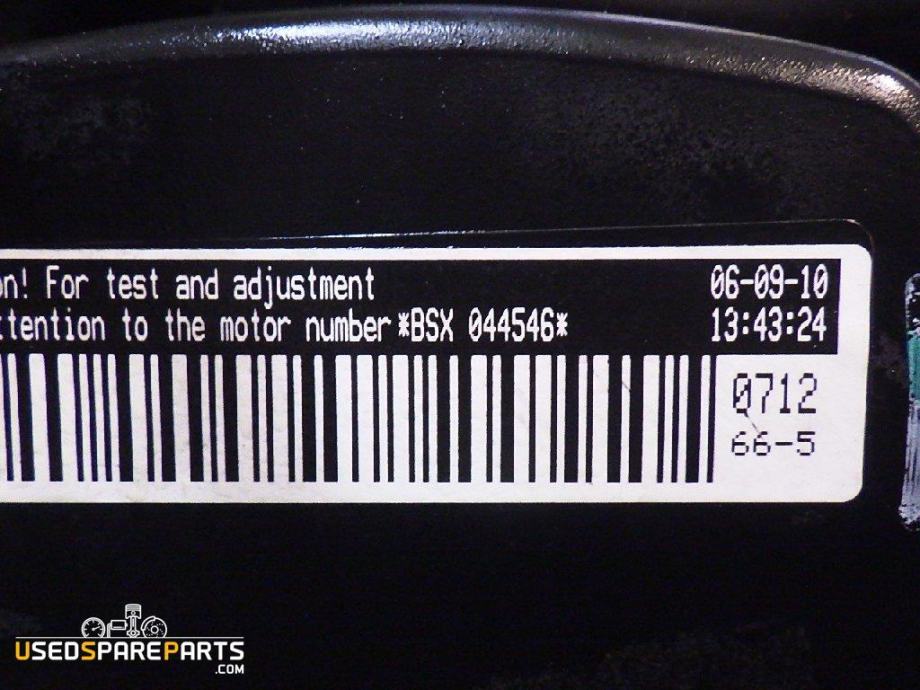 on! For test and adjustment 06-09-10
ttention to the motor number*BSX 044546* 13:43:24
0712
66-5
USEDSPAREPARTS
.COM